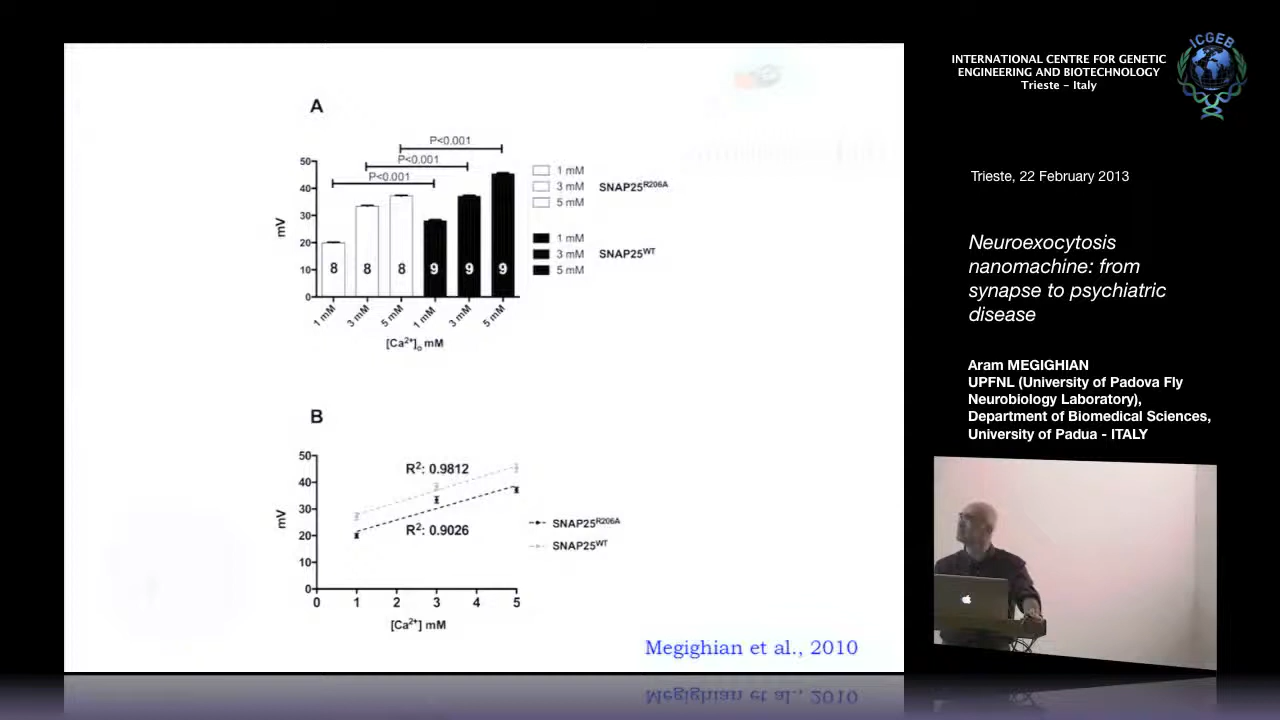 A
P<0.001
P<0.001
P<0.001
50
40
30
20
10
0
mV
8
8
8
9
9
9
1 mM
3 mM
5 mM
1 mM
3 mM
5 mM
[Ca2+]o mM
1 mM
3 mM
5 mM
SNAP25R206A
1 mM
3 mM
5 mM
SNAP25WT
B
50
40
30
20
10
0
mV
R2: 0.9812
R2: 0.9026
0
1
2
3
4
5
[Ca2+] mM
SNAP25R206A
SNAP25WT
Megighian et al., 2010
INTERNATIONAL CENTRE FOR GENETIC
ENGINEERING AND BIOTECHNOLOGY
Trieste - Italy
ICGEB
Trieste, 22 February 2013
Neuroexocytosis
nanomachine: from
synapse to psychiatric
disease
Aram MEGIGHIAN
UPFNL (University of Padova Fly
Neurobiology Laboratory),
Department of Biomedical Sciences,
University of Padua - ITALY